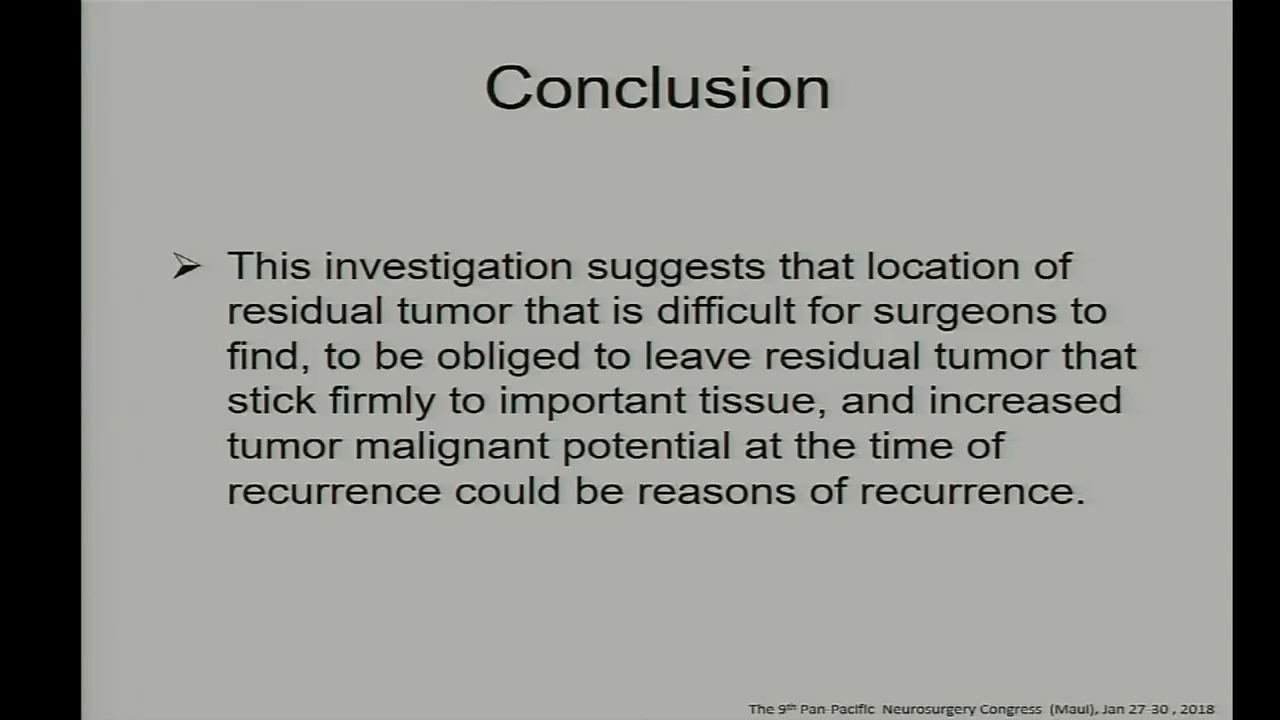 Conclusion
➢ This investigation suggests that location of
residual tumor that is difficult for surgeons to
find, to be obliged to leave residual tumor that
stick firmly to important tissue, and increased
tumor malignant potential at the time of
recurrence could be reasons of recurrence.
The 9th Pan-Pacific Neurosurgery Congress (Maui), Jan 27-30 , 2018